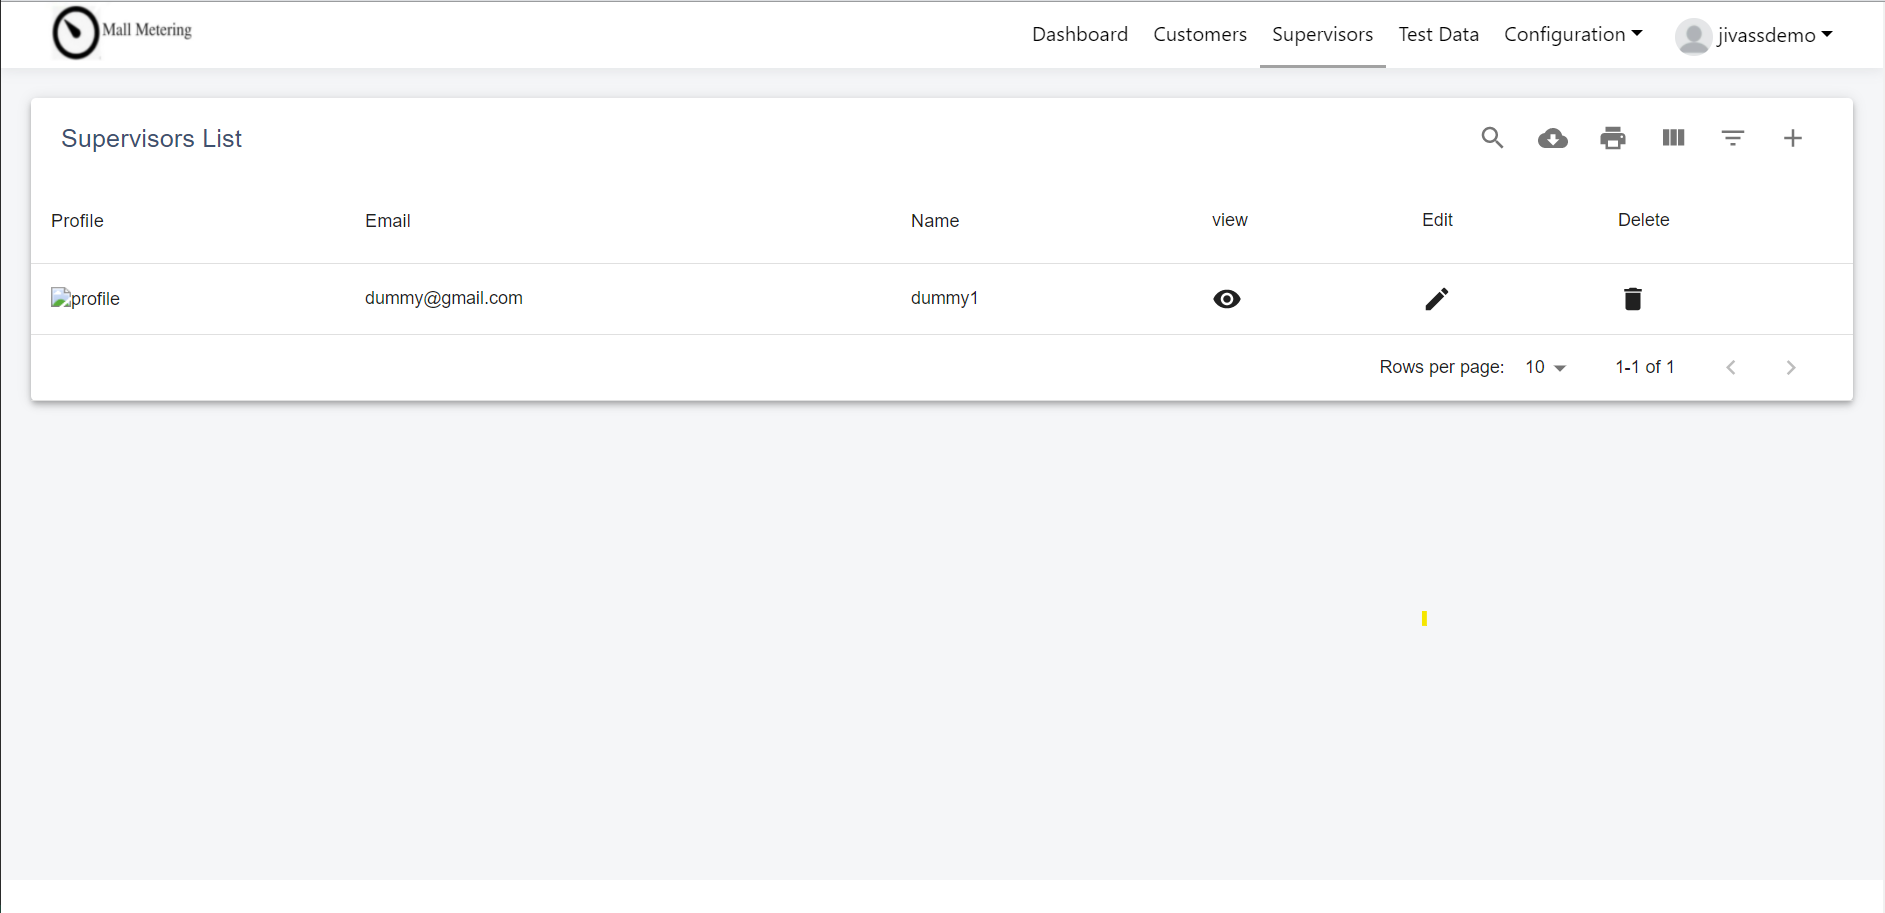 Mall Metering
Dashboard Customers Supervisors Test Data Configuration jivassdemo
Supervisors List
Profile Email Name view Edit Delete
profile dummy@gmail.com dummy1
Rows per page: 10 1-1 of 1